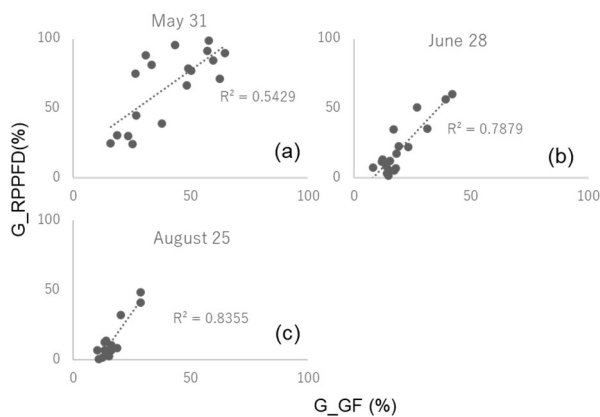 May 31
100
50
0
0
50
100
R² = 0.5429
(a)
June 28
100
50
0
0
50
100
R² = 0.7879
(b)
G_RPPFD(%)
August 25
100
50
0
0
50
100
R² = 0.8355
(c)
G_GF (%)